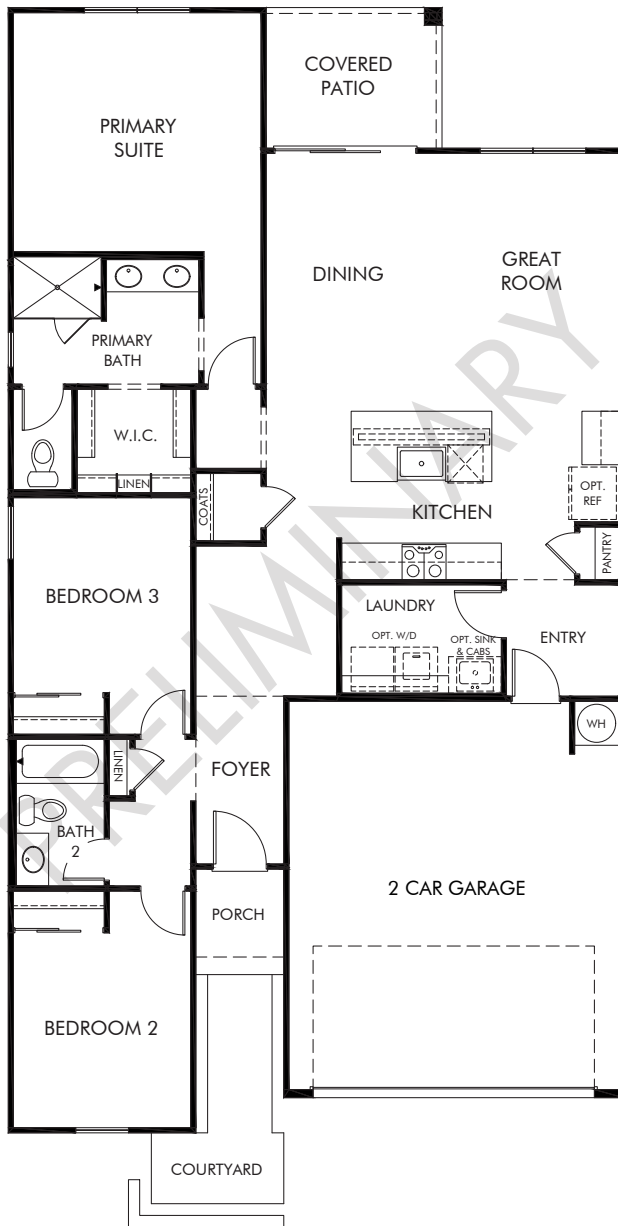 COVERED
PATIO
PRIMARY
SUITE
DINING
GREAT
ROOM
PRIMARY
BATH
W.I.C.
LINEN
COATS
KITCHEN
OPT.
REF
PANTRY
BEDROOM 3
LAUNDRY
OPT. W/D
OPT. SINK
& CABS
ENTRY
WH
LINEN
FOYER
BATH
2
PORCH
2 CAR GARAGE
BEDROOM 2
COURTYARD
PRELIMINARY